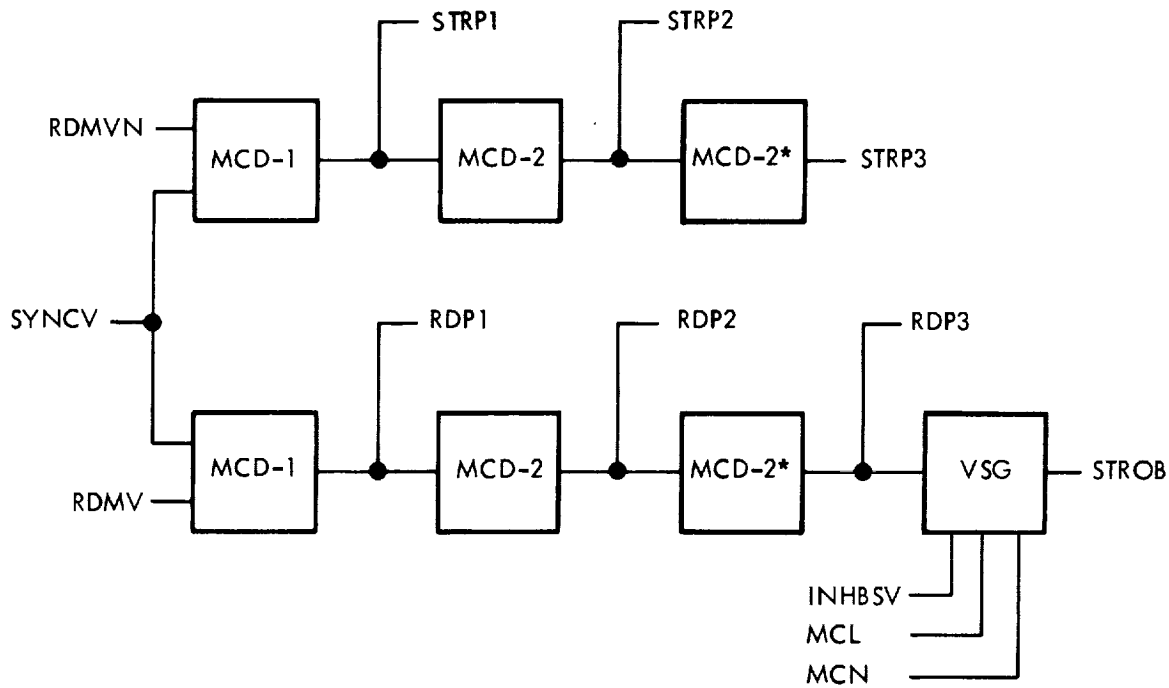 STRP1
STRP2
RDMVN
MCD-1
MCD-2
MCD-2*
STRP3
SYNCV
RDP1
RDP2
RDP3
MCD-1
MCD-2
MCD-2*
VSG
STROB
RDMV
INHBSV
MCL
MCN